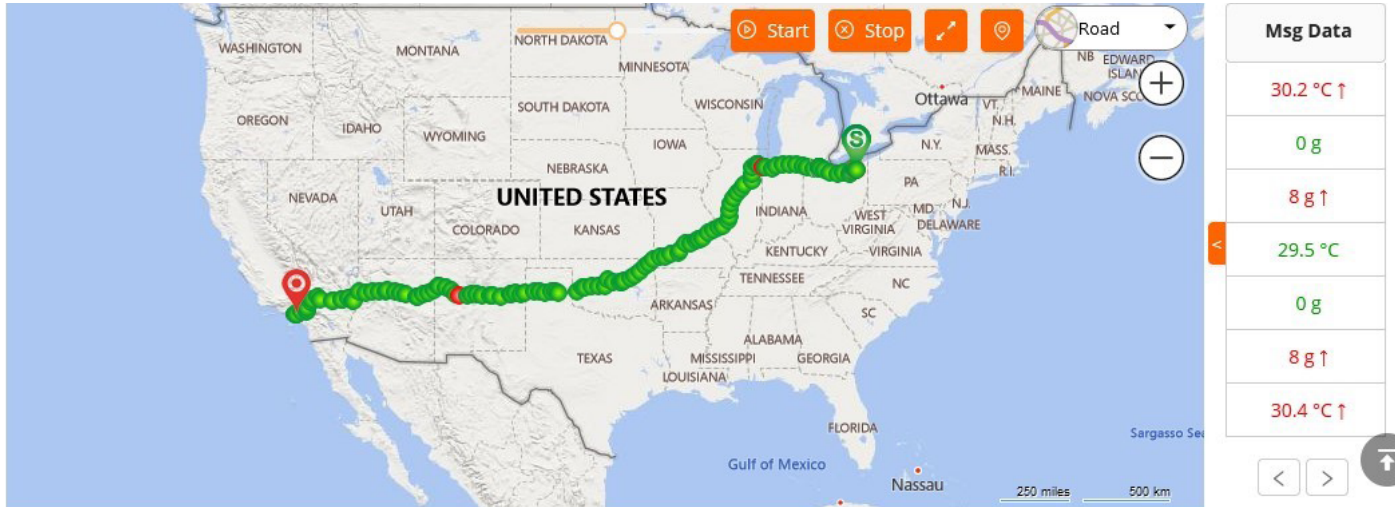 Start
Stop
Road
WASHINGTON
MONTANA
NORTH DAKOTA
MINNESOTA
NB
EDWARD
ISLAN
OREGON
IDAHO
WYOMING
SOUTH DAKOTA
WISCONSIN
Ottawa
VT.
MAINE
NOVA SCO
N.H.
NEBRASKA
IOWA
S
N.Y.
MASS.
R.I.
NEVADA
UTAH
UNITED STATES
COLORADO
KANSAS
INDIANA
PA
WEST
VIRGINIA
MD
N.J.
DELAWARE
KENTUCKY
VIRGINIA
TENNESSEE
NC
ARKANSAS
SC
TEXAS
MISSISSIPPI
ALABAMA
GEORGIA
LOUISIANA
FLORIDA
Gulf of Mexico
Sargasso Sea
Nassau
250 miles
500 km
Msg Data
30.2 °C ↑
0 g
8 g ↑
29.5 °C
0 g
8 g ↑
30.4 °C ↑
<
< >